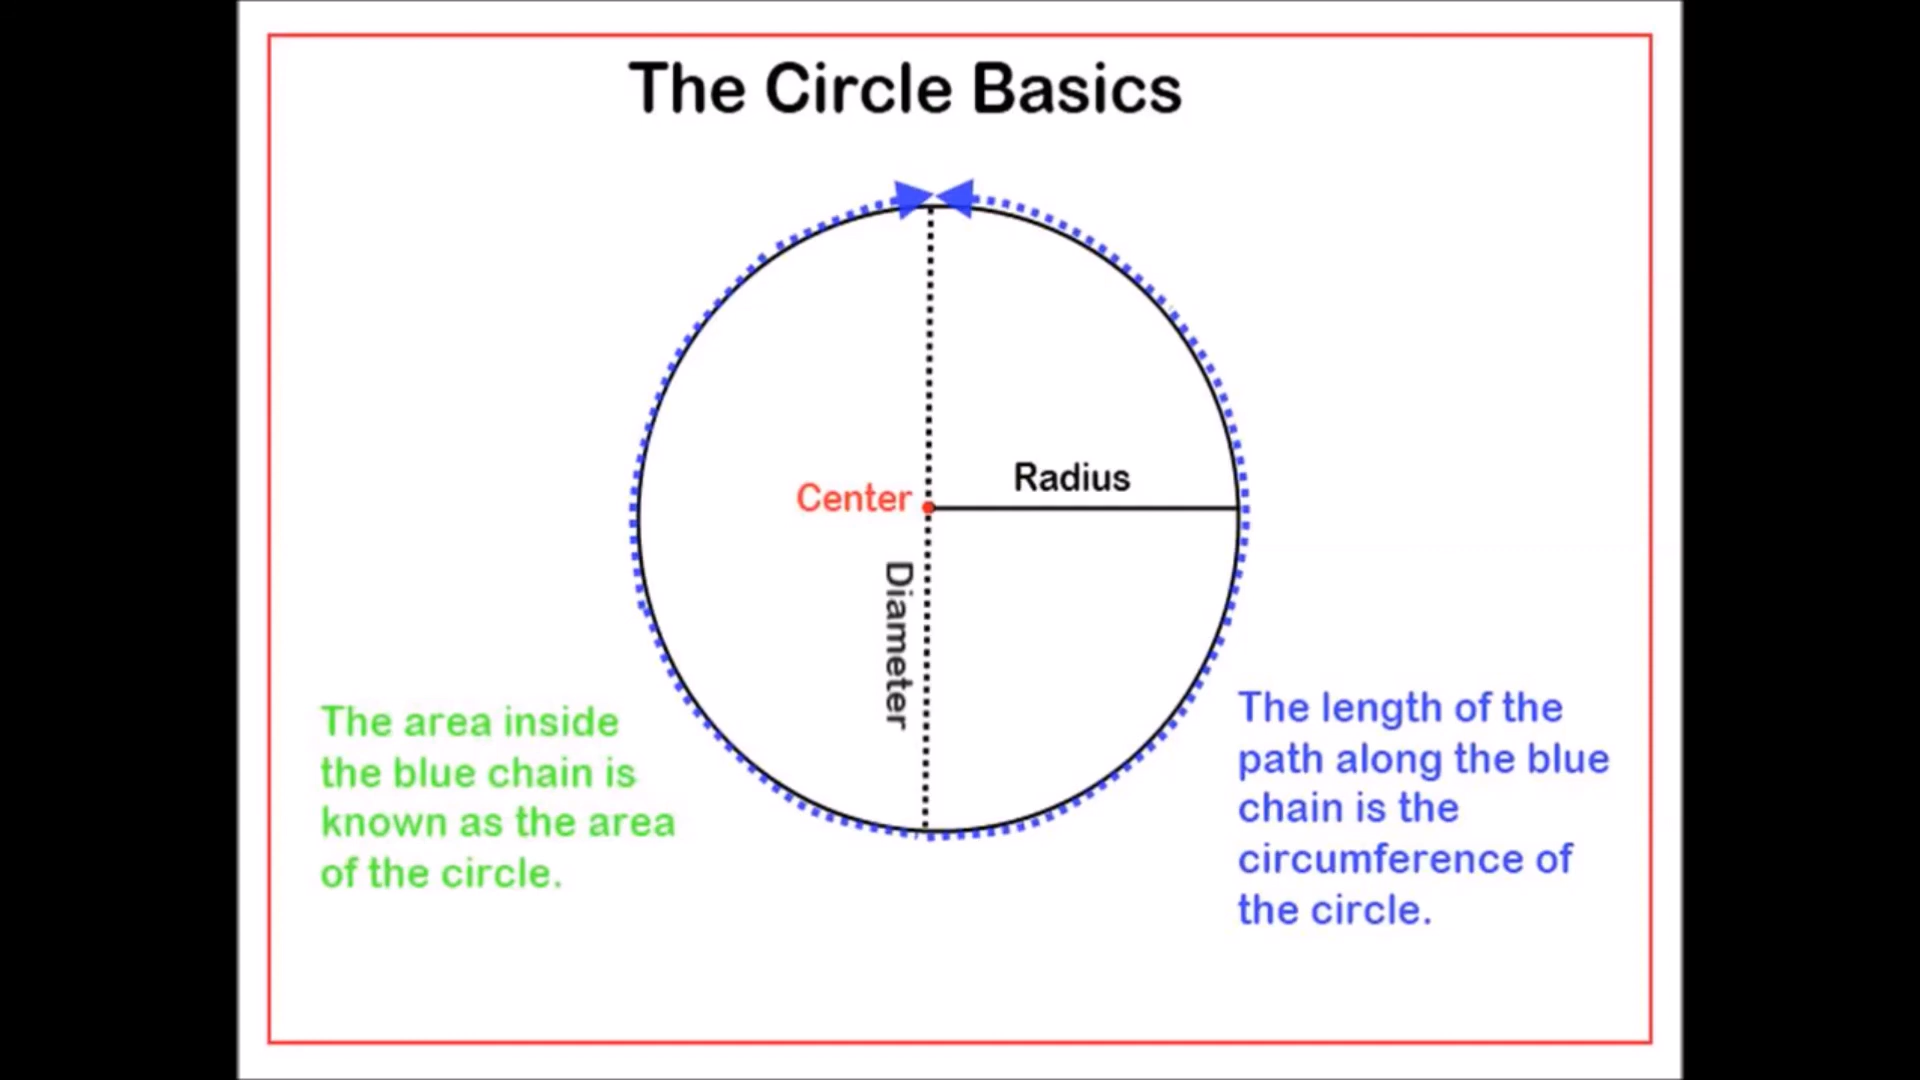 The Circle Basics
Radius
Center
Diameter
The area inside
the blue chain is
known as the area
of the circle.
The length of the
path along the blue
chain is the
circumference of
the circle.